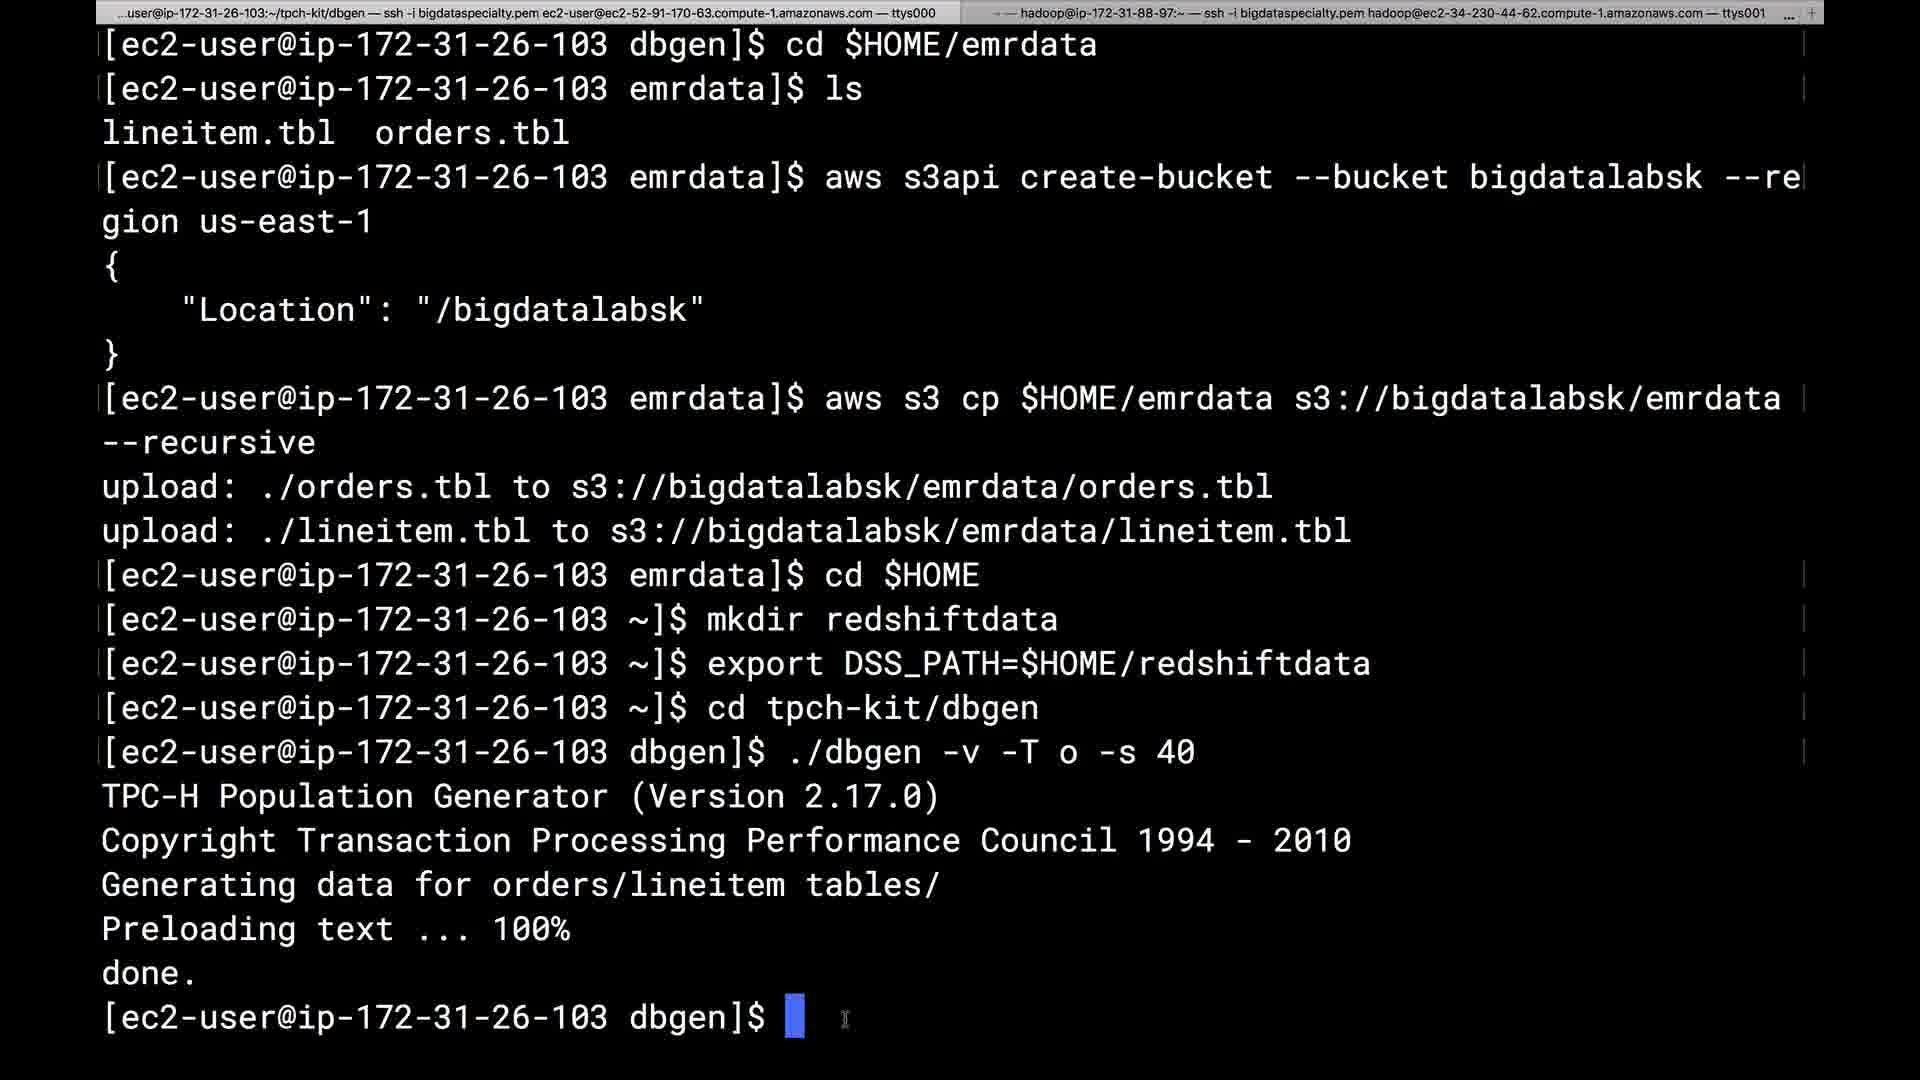 ...user@ip-172-31-26-103:~/tpch-kit/dbgen — ssh -i bigdataspecialty.pem ec2-user@ec2-52-91-170-63.compute-1.amazonaws.com — ttys000
hadoop@ip-172-31-88-97:~ — ssh -i bigdataspecialty.pem hadoop@ec2-34-230-44-62.compute-1.amazonaws.com — ttys001 ... +
[ec2-user@ip-172-31-26-103 dbgen]$ cd $HOME/emrdata
[ec2-user@ip-172-31-26-103 emrdata]$ ls
lineitem.tbl  orders.tbl
[ec2-user@ip-172-31-26-103 emrdata]$ aws s3api create-bucket --bucket bigdatalabsk --re
gion us-east-1
{
    "Location": "/bigdatalabsk"
}
[ec2-user@ip-172-31-26-103 emrdata]$ aws s3 cp $HOME/emrdata s3://bigdatalabsk/emrdata
--recursive
upload: ./orders.tbl to s3://bigdatalabsk/emrdata/orders.tbl
upload: ./lineitem.tbl to s3://bigdatalabsk/emrdata/lineitem.tbl
[ec2-user@ip-172-31-26-103 emrdata]$ cd $HOME
[ec2-user@ip-172-31-26-103 ~]$ mkdir redshiftdata
[ec2-user@ip-172-31-26-103 ~]$ export DSS_PATH=$HOME/redshiftdata
[ec2-user@ip-172-31-26-103 ~]$ cd tpch-kit/dbgen
[ec2-user@ip-172-31-26-103 dbgen]$ ./dbgen -v -T o -s 40
TPC-H Population Generator (Version 2.17.0)
Copyright Transaction Processing Performance Council 1994 - 2010
Generating data for orders/lineitem tables/
Preloading text ... 100%
done.
[ec2-user@ip-172-31-26-103 dbgen]$